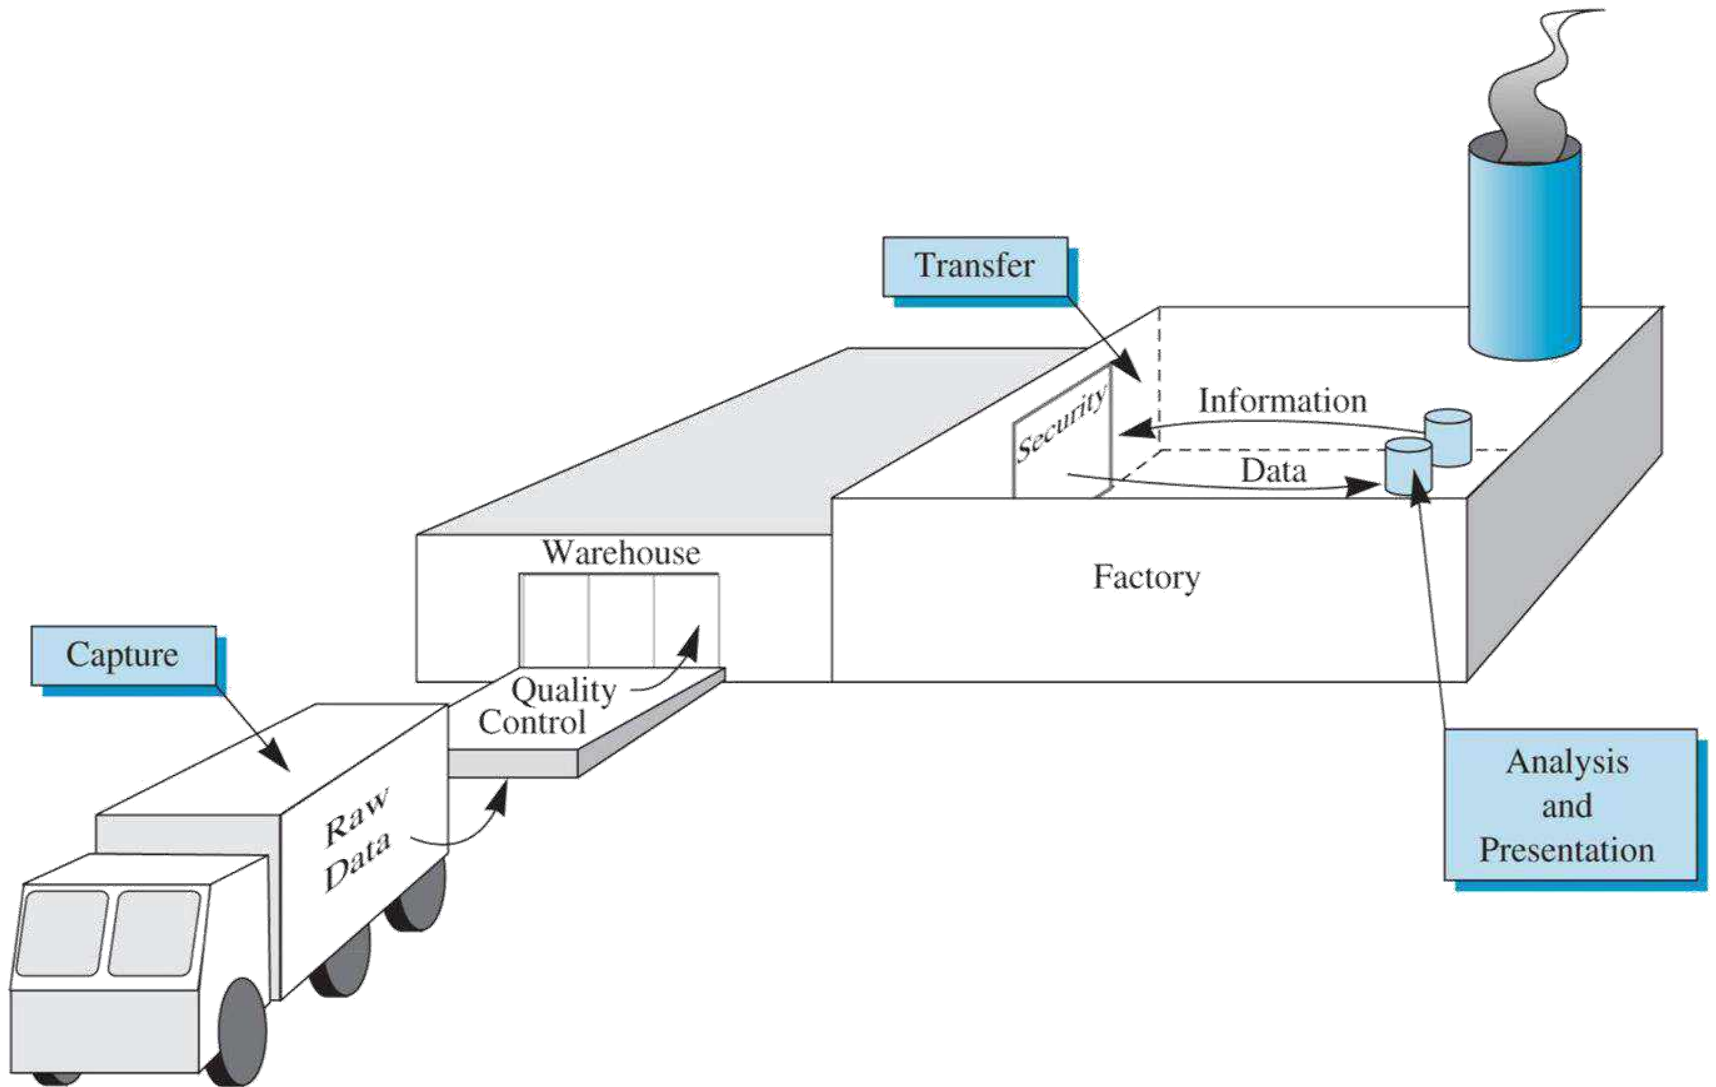 Transfer
Information
Security
Data
Warehouse
Factory
Capture
Quality
Control
Raw
Data
Analysis
and
Presentation